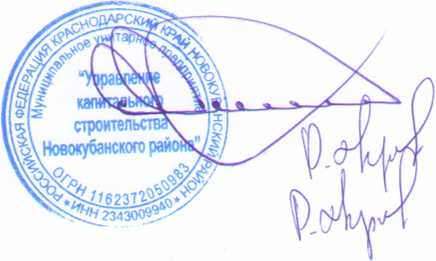 РОССИЙСКАЯ ФЕДЕРАЦИЯ КРАСНОДАРСКИЙ КРАЙ НОВОКУБАНСКИЙ РАЙОН
Муниципальное унитарное предприятие
"Управление
капитального
строительства
Новокубанского района"
ОГРН 1162372050983
* ИНН 2343009940 *